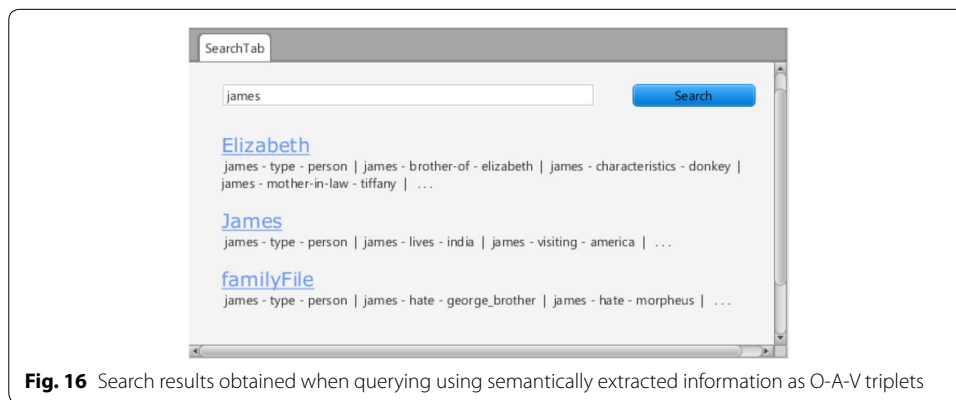 SearchTab
james
Search
Elizabeth
james - type - person | james - brother-of - elizabeth | james - characteristics - donkey |
james - mother-in-law - tiffany | ...
James
james - type - person | james - lives - india | james - visiting - america | ...
familyFile
james - type - person | james - hate - george_brother | james - hate - morpheus | ...
Fig. 16 Search results obtained when querying using semantically extracted information as O-A-V triplets